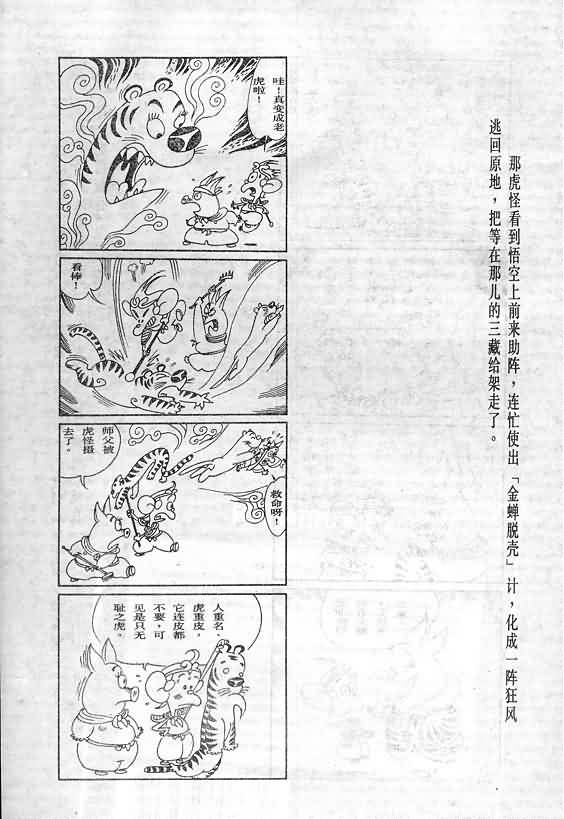 那虎怪看到悟空上前来助阵，连忙使出「金蝉脱壳」计，化成一阵狂风
逃回原地，把等在那儿的三藏给架走了。
哇！真变成老
虎啦！
看棒！
救命呀！
师父被
虎怪摄
去了。
人重名，
虎重皮，
它连皮都
不要，可
见是只无
耻之虎。